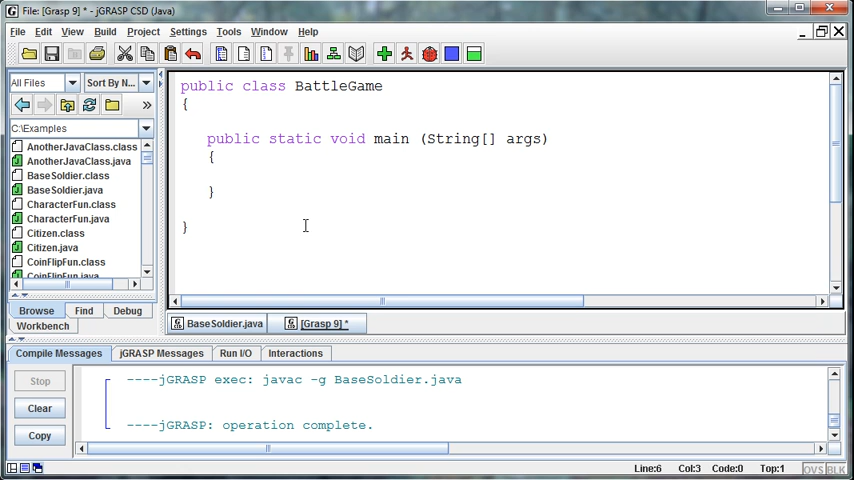 File: [Grasp 9] * - jGRASP CSD (Java)
File Edit View Build Project Settings Tools Window Help
All Files Sort By N...
C:\Examples
AnotherJavaClass.class
AnotherJavaClass.java
BaseSoldier.class
BaseSoldier.java
CharacterFun.class
CharacterFun.java
Citizen.class
Citizen.java
CoinFlipFun.class
CoinFlipFun.java
Browse Find Debug
Workbench
public class BattleGame
{
public static void main (String[] args)
{
}
}
BaseSoldier.java [Grasp 9] *
Compile Messages jGRASP Messages Run I/O Interactions
Stop
Clear
Copy
----jGRASP exec: javac -g BaseSoldier.java
----jGRASP: operation complete.
Line:6 Col:3 Code:0 Top:1 OVS BLK